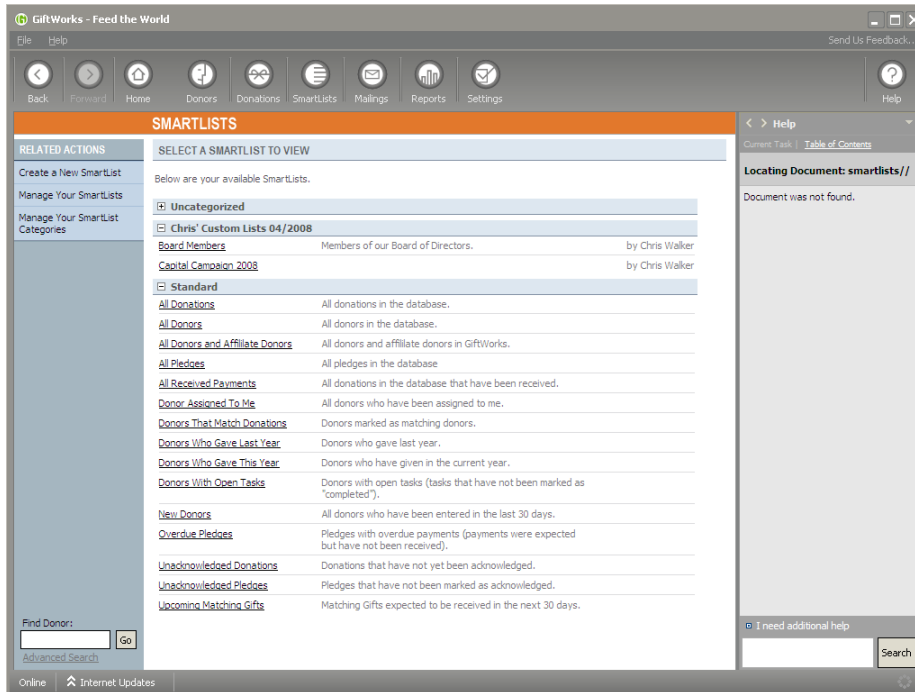 GiftWorks - Feed the World
File Help
Send Us Feedback...
Back Forward Home Donors Donations SmartLists Mailings Reports Settings Help
SMARTLISTS
RELATED ACTIONS
Create a New SmartList
Manage Your SmartLists
Manage Your SmartList
Categories
SELECT A SMARTLIST TO VIEW
Below are your available SmartLists.
Uncategorized
Chris' Custom Lists 04/2008
Board Members Members of our Board of Directors. by Chris Walker
Capital Campaign 2008 by Chris Walker
Standard
All Donations All donations in the database.
All Donors All donors in the database.
All Donors and Affililate Donors All donors and affililate donors in GiftWorks.
All Pledges All pledges in the database
All Received Payments All donations in the database that have been received.
Donor Assigned To Me All donors who have been assigned to me.
Donors That Match Donations Donors marked as matching donors.
Donors Who Gave Last Year Donors who gave last year.
Donors Who Gave This Year Donors who have given in the current year.
Donors With Open Tasks Donors with open tasks (tasks that have not been marked as
"completed").
New Donors All donors who have been entered in the last 30 days.
Overdue Pledges Pledges with overdue payments (payments were expected
but have not been received).
Unacknowledged Donations Donations that have not yet been acknowledged.
Unacknowledged Pledges Pledges that have not been marked as acknowledged.
Upcoming Matching Gifts Matching Gifts expected to be received in the next 30 days.
Find Donor:
Go
Advanced Search
Help
Current Task | Table of Contents
Locating Document: smartlists//
Document was not found.
I need additional help
Search
Online Internet Updates